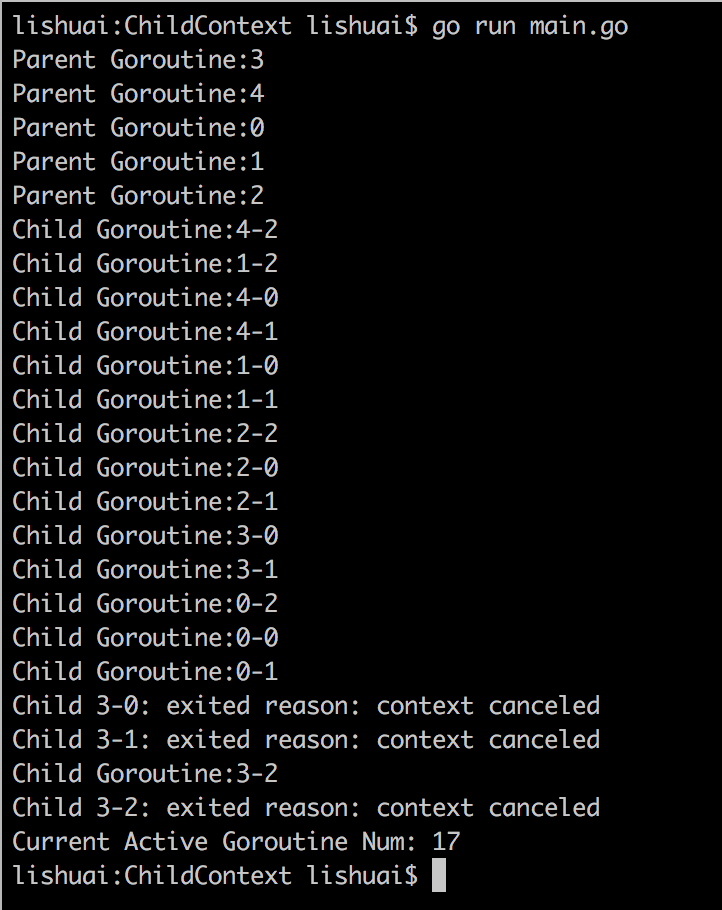 lishuai:ChildContext lishuai$ go run main.go
Parent Goroutine:3
Parent Goroutine:4
Parent Goroutine:0
Parent Goroutine:1
Parent Goroutine:2
Child Goroutine:4-2
Child Goroutine:1-2
Child Goroutine:4-0
Child Goroutine:4-1
Child Goroutine:1-0
Child Goroutine:1-1
Child Goroutine:2-2
Child Goroutine:2-0
Child Goroutine:2-1
Child Goroutine:3-0
Child Goroutine:3-1
Child Goroutine:0-2
Child Goroutine:0-0
Child Goroutine:0-1
Child 3-0: exited reason: context canceled
Child 3-1: exited reason: context canceled
Child Goroutine:3-2
Child 3-2: exited reason: context canceled
Current Active Goroutine Num: 17
lishuai:ChildContext lishuai$